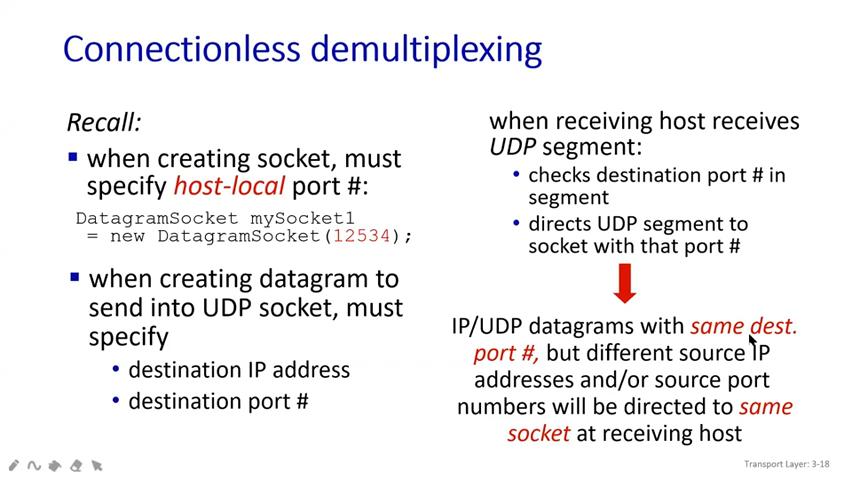 Connectionless demultiplexing
Recall:
▪ when creating socket, must
specify host-local port #:
DatagramSocket mySocket1
= new DatagramSocket(12534);
▪ when creating datagram to
send into UDP socket, must
specify
• destination IP address
• destination port #
when receiving host receives
UDP segment:
• checks destination port # in
segment
• directs UDP segment to
socket with that port #
IP/UDP datagrams with same dest.
port #, but different source IP
addresses and/or source port
numbers will be directed to same
socket at receiving host
Transport Layer: 3-18